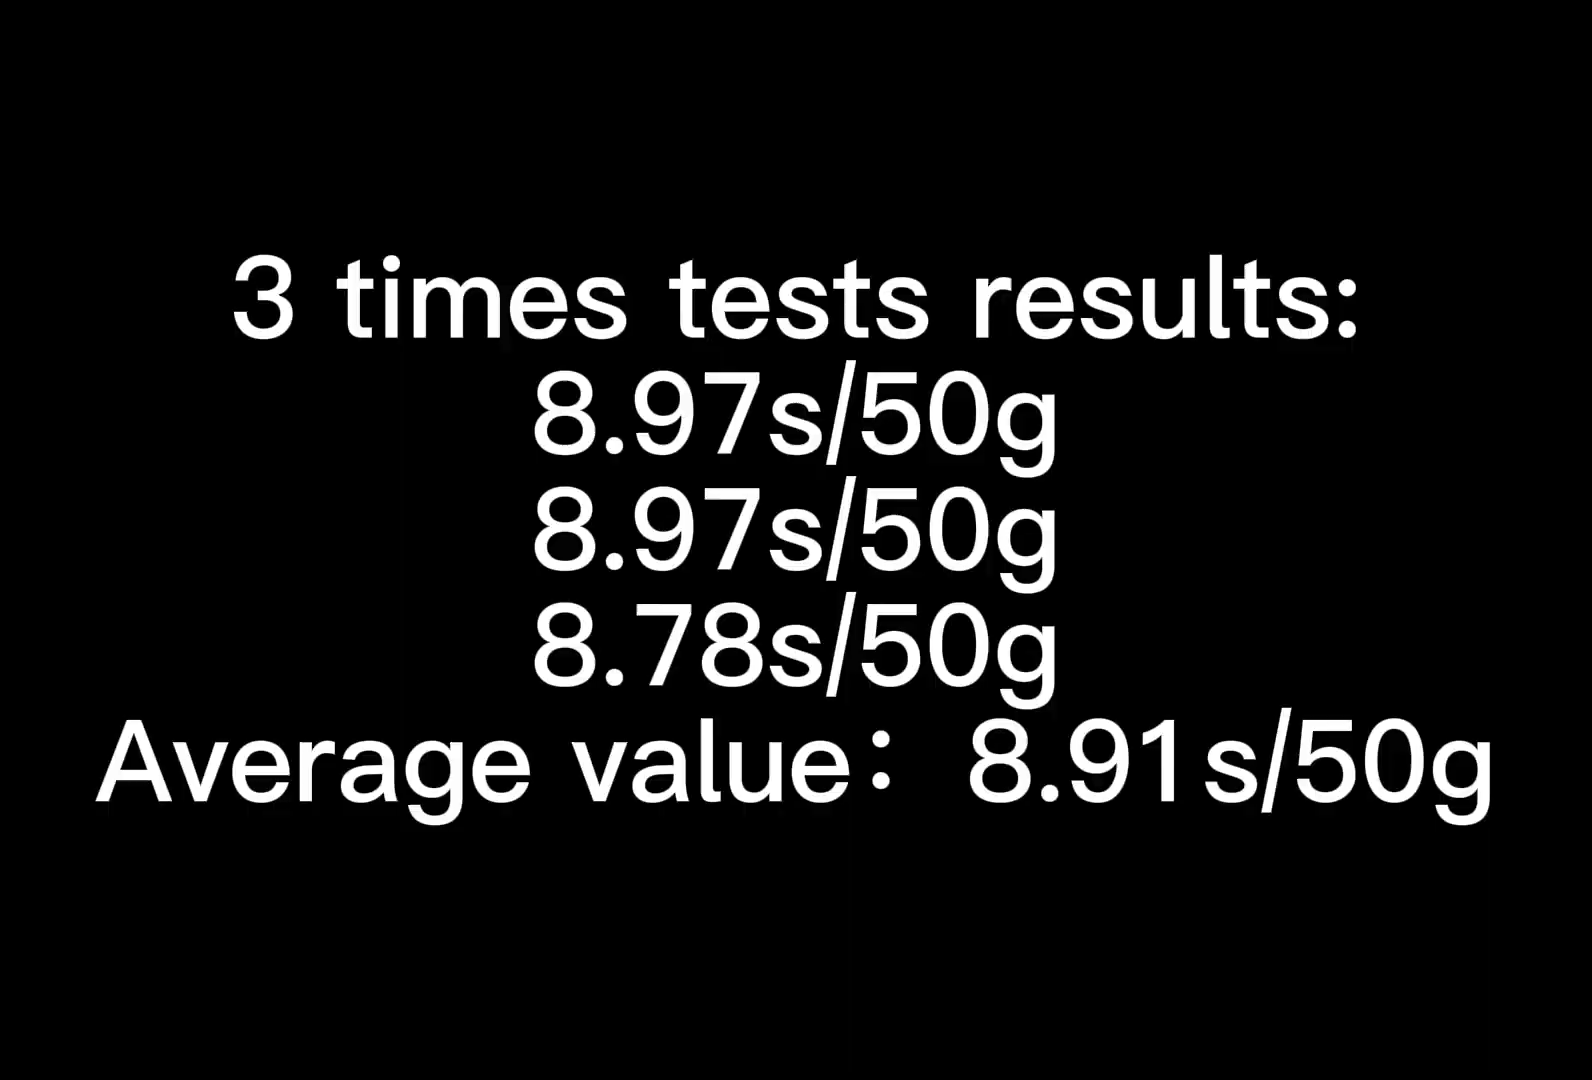 3 times tests results:
8.97s/50g
8.97s/50g
8.78s/50g
Average value：8.91s/50g